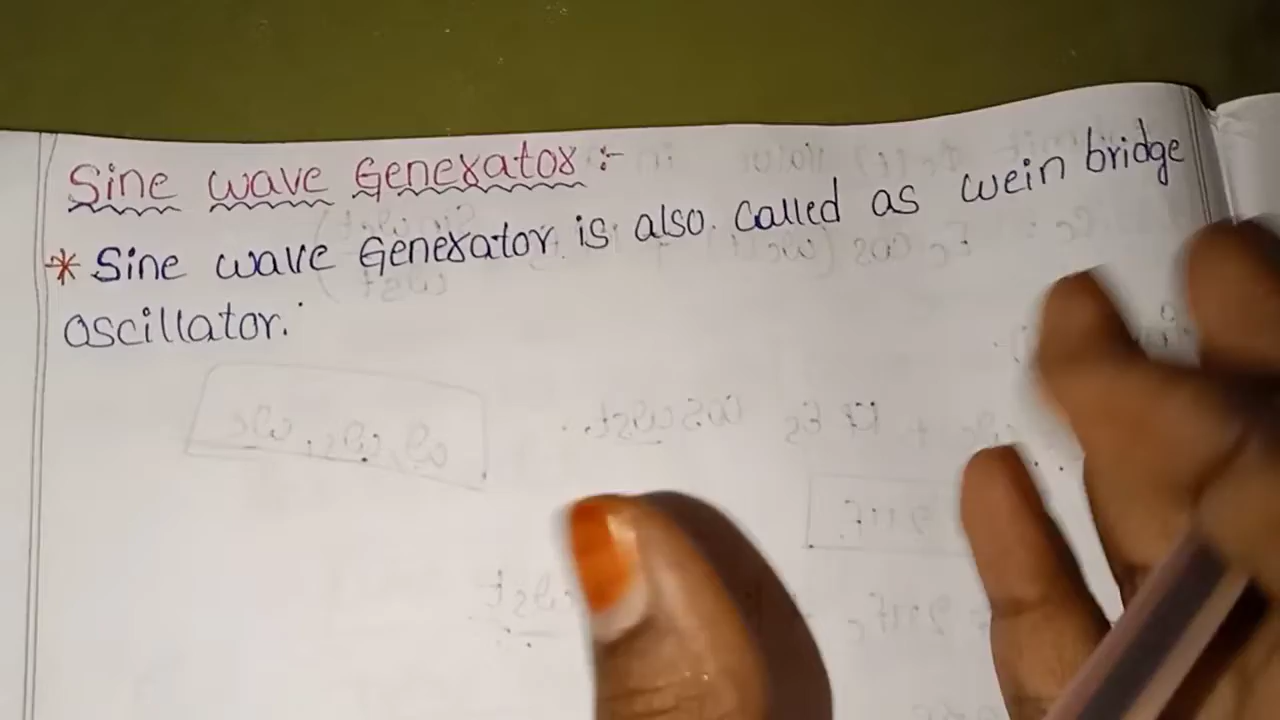 Sine wave Generator :-
* Sine wave Generator is also called as wein bridge
oscillator.